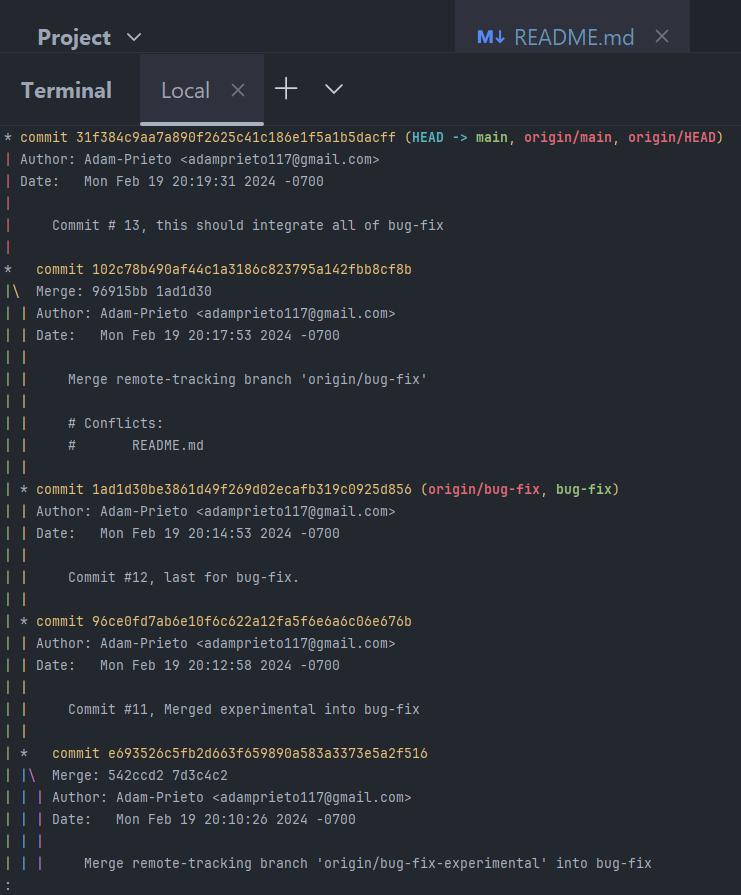 Project
M↓ README.md
Terminal
Local
* commit 31f384c9aa7a890f2625c41c186e1f5a1b5dacff (HEAD -> main, origin/main, origin/HEAD)
| Author: Adam-Prieto <adamprieto117@gmail.com>
| Date:   Mon Feb 19 20:19:31 2024 -0700
|
|     Commit # 13, this should integrate all of bug-fix
|
*   commit 102c78b490af44c1a3186c823795a142fbb8cf8b
|\  Merge: 96915bb 1ad1d30
| | Author: Adam-Prieto <adamprieto117@gmail.com>
| | Date:   Mon Feb 19 20:17:53 2024 -0700
| |
| |     Merge remote-tracking branch 'origin/bug-fix'
| |
| |     # Conflicts:
| |     #       README.md
| |
| * commit 1ad1d30be3861d49f269d02ecafb319c0925d856 (origin/bug-fix, bug-fix)
| | Author: Adam-Prieto <adamprieto117@gmail.com>
| | Date:   Mon Feb 19 20:14:53 2024 -0700
| |
| |     Commit #12, last for bug-fix.
| |
| * commit 96ce0fd7ab6e10f6c622a12fa5f6e6a6c06e676b
| | Author: Adam-Prieto <adamprieto117@gmail.com>
| | Date:   Mon Feb 19 20:12:58 2024 -0700
| |
| |     Commit #11, Merged experimental into bug-fix
| |
| *   commit e693526c5fb2d663f659890a583a3373e5a2f516
| |\  Merge: 542ccd2 7d3c4c2
| | | Author: Adam-Prieto <adamprieto117@gmail.com>
| | | Date:   Mon Feb 19 20:10:26 2024 -0700
| | |
| | |     Merge remote-tracking branch 'origin/bug-fix-experimental' into bug-fix
: